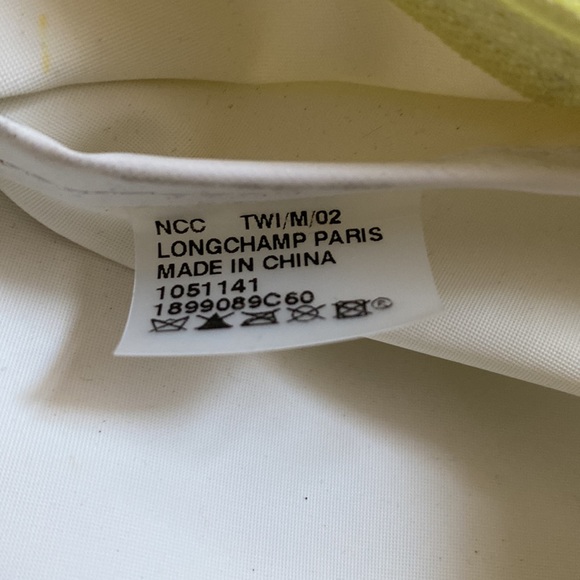 NCC TWI/M/02
LONGCHAMP PARIS
MADE IN CHINA
1051141
1899089C60
®